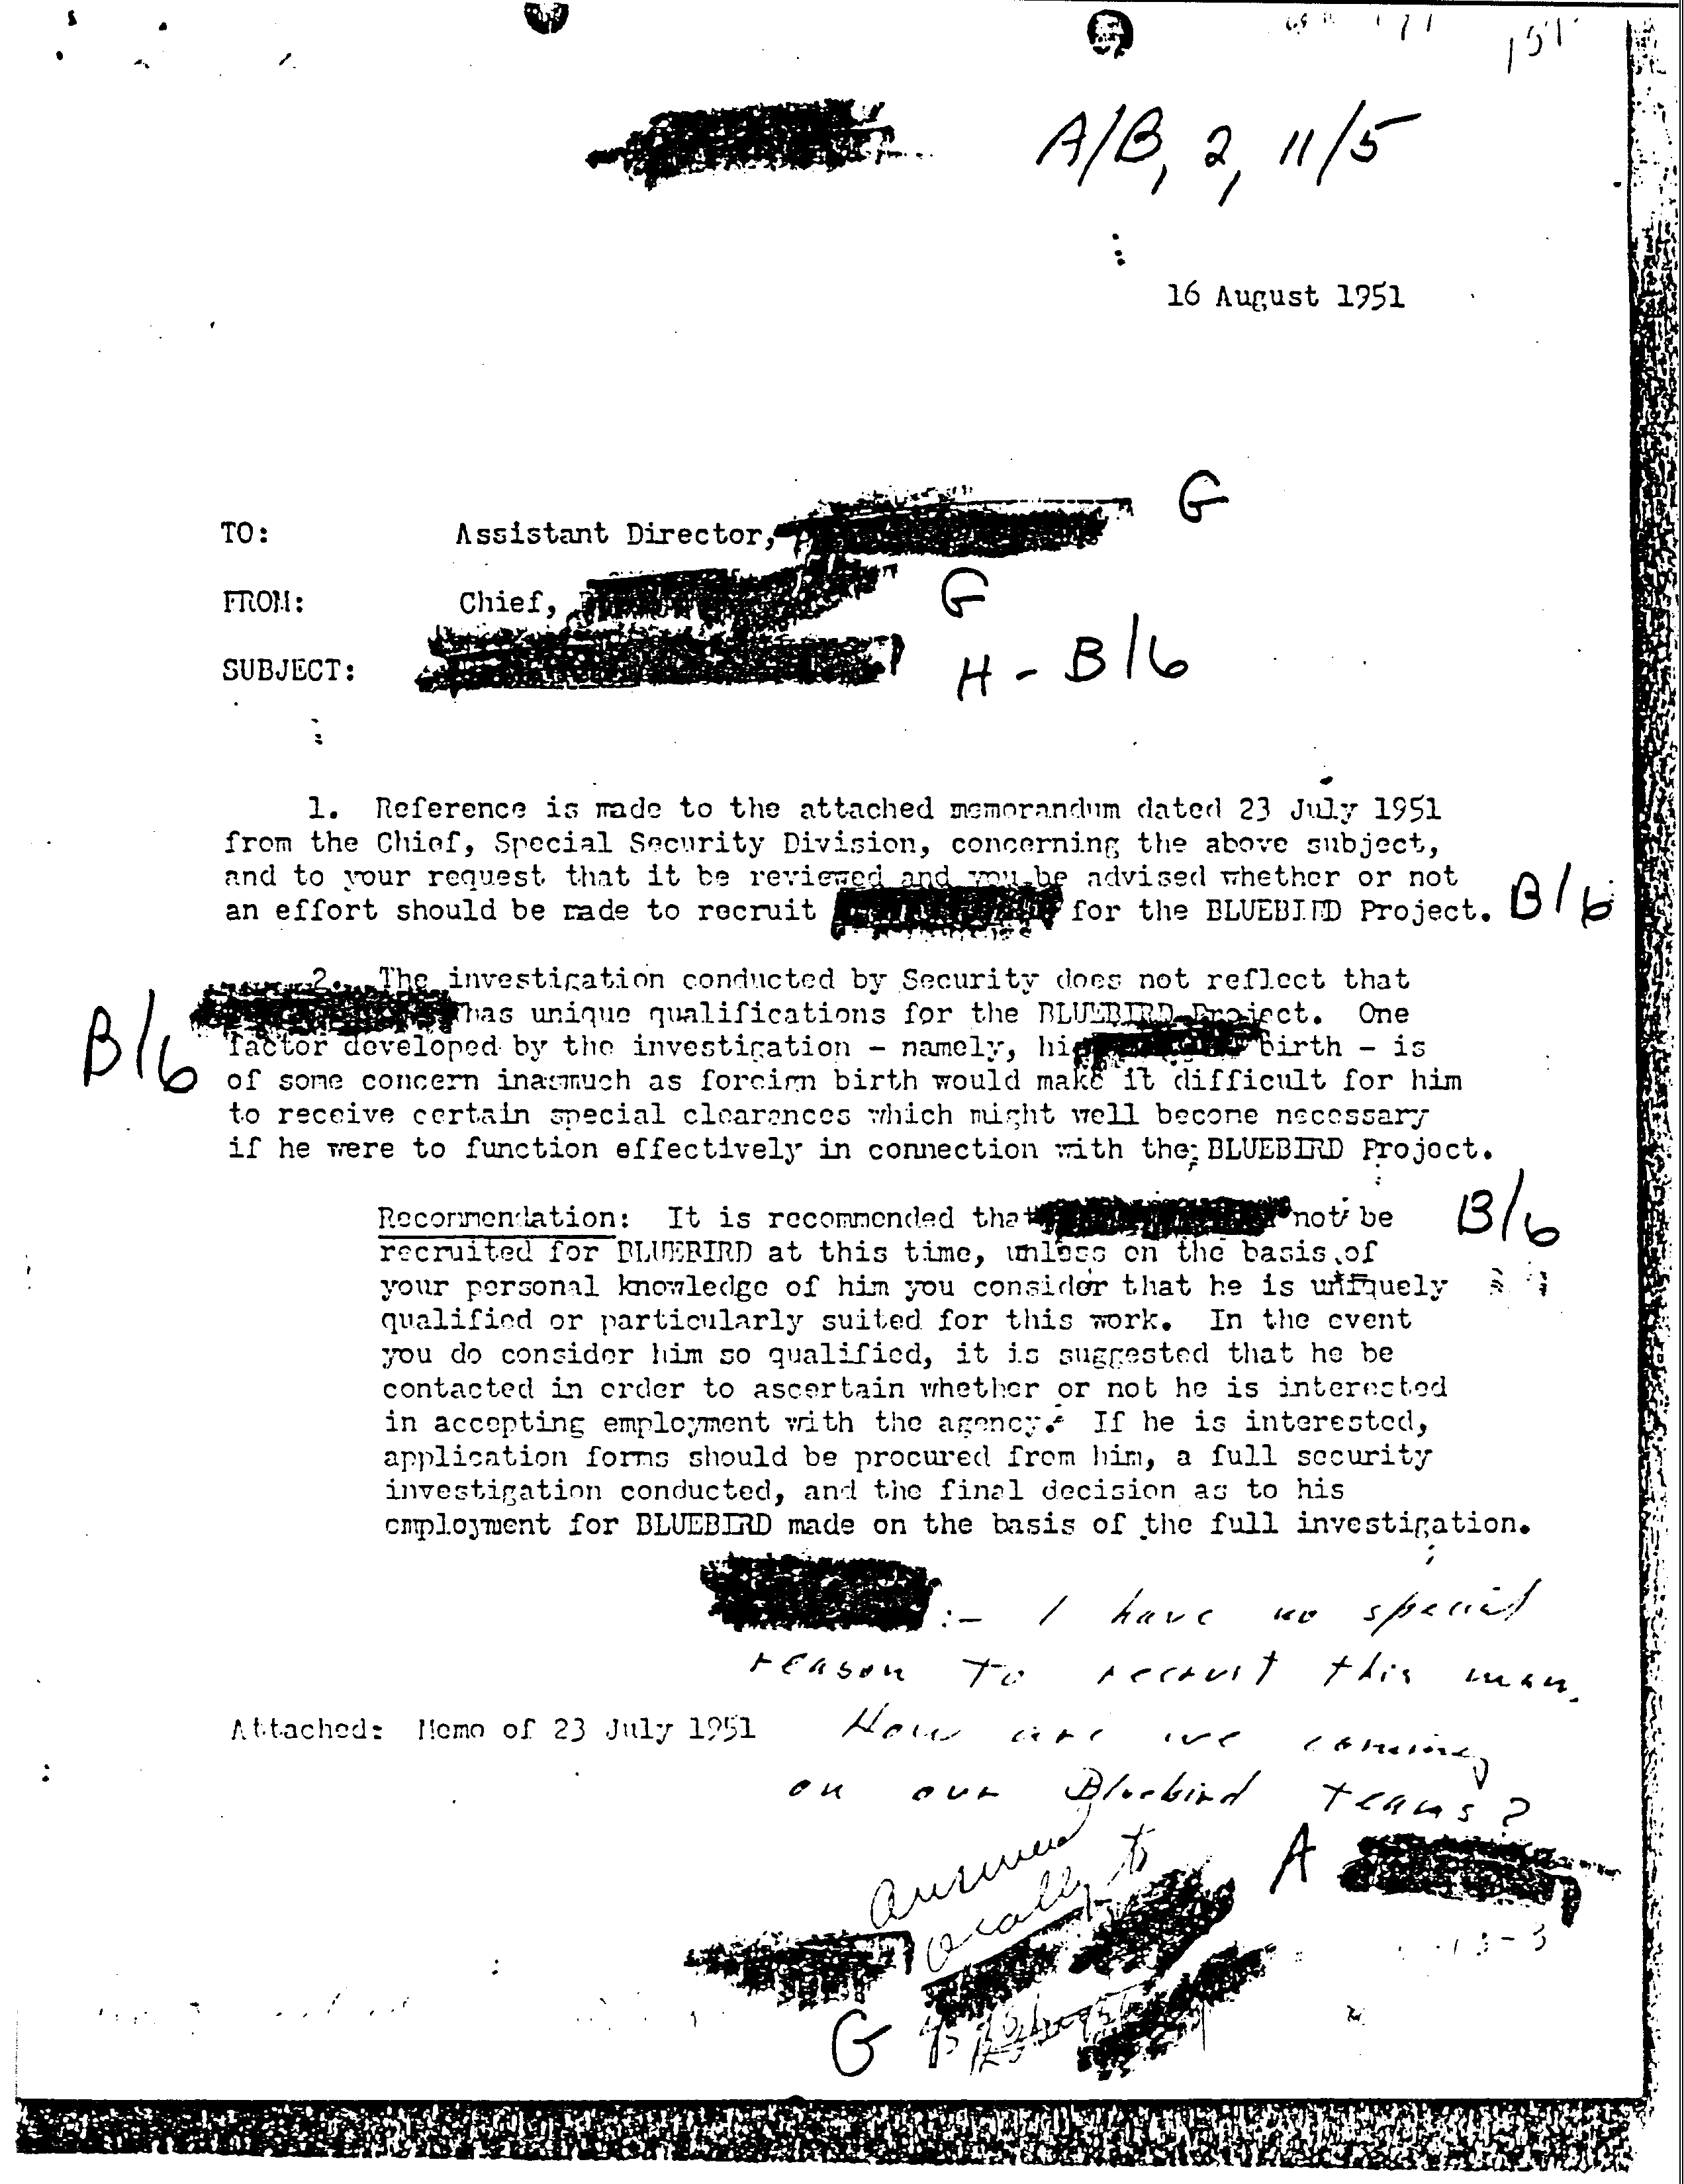 151
A/B, 2, 11/5
16 August 1951
TO: Assistant Director, G
FROM: Chief, G
SUBJECT: H - B/6
1. Reference is made to the attached memorandum dated 23 July 1951
from the Chief, Special Security Division, concerning the above subject,
and to your request that it be reviewed and you be advised whether or not
an effort should be made to recruit for the BLUEBIRD Project. B/6
2. The investigation conducted by Security does not reflect that
B/6 has unique qualifications for the BLUEBIRD Project. One
factor developed by the investigation - namely, his birth - is
of some concern inasmuch as foreign birth would make it difficult for him
to receive certain special clearances which might well become necessary
if he were to function effectively in connection with the BLUEBIRD Project.
Recommendation: It is recommended that not be B/6
recruited for BLUEBIRD at this time, unless on the basis of
your personal knowledge of him you consider that he is uniquely
qualified or particularly suited for this work. In the event
you do consider him so qualified, it is suggested that he be
contacted in order to ascertain whether or not he is interested
in accepting employment with the agency. If he is interested,
application forms should be procured from him, a full security
investigation conducted, and the final decision as to his
employment for BLUEBIRD made on the basis of the full investigation.
:- I have no special
reason to recruit this man.
Attached: Memo of 23 July 1951 How are we coming
on our Bluebird teams?
A
answered
orally to
G